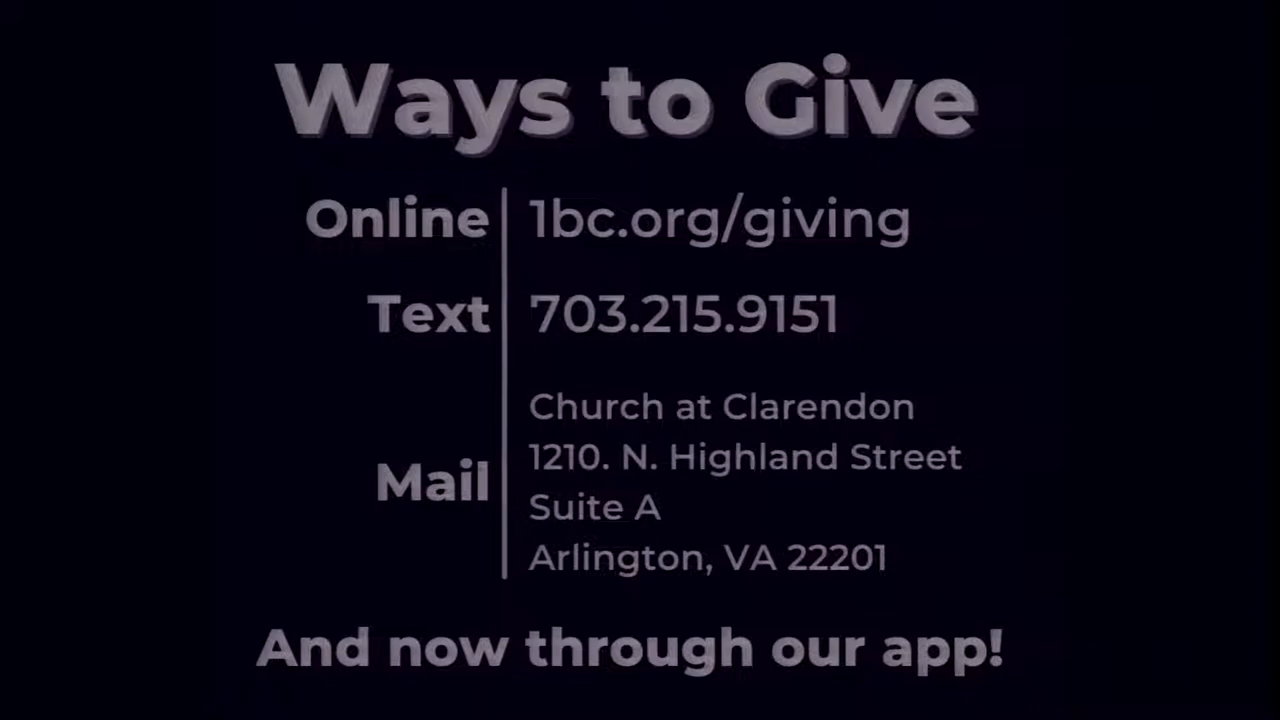 Ways to Give
Online 1bc.org/giving
Text 703.215.9151
Mail
Church at Clarendon
1210. N. Highland Street
Suite A
Arlington, VA 22201
And now through our app!